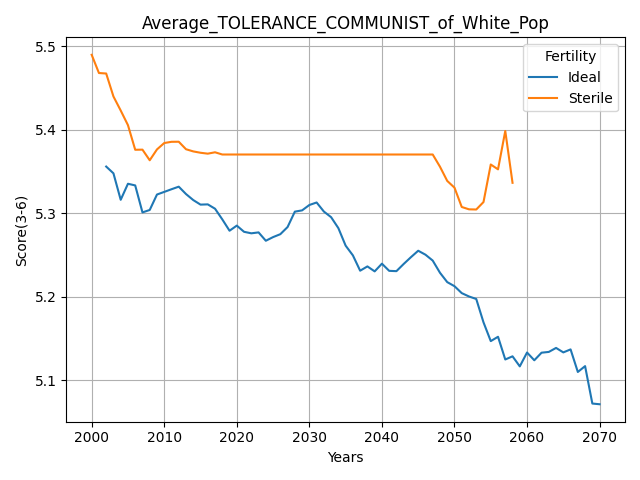 Average_TOLERANCE_COMMUNIST_of_White_Pop
Fertility
Ideal
Sterile
Score(3-6)
5.5
5.4
5.3
5.2
5.1
2000 2010 2020 2030 2040 2050 2060 2070
Years